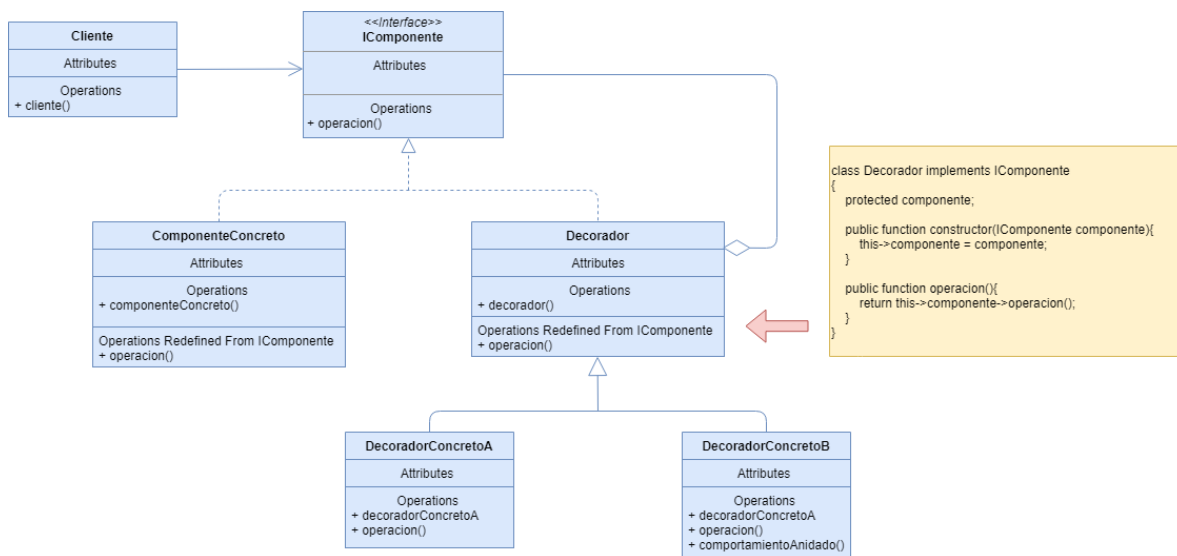 Cliente
Attributes
Operations
+ cliente()
<<Interface>>
IComponente
Attributes
Operations
+ operacion()
ComponenteConcreto
Attributes
Operations
+ componenteConcreto()
Operations Redefined From IComponente
+ operacion()
Decorador
Attributes
Operations
+ decorador()
Operations Redefined From IComponente
+ operacion()
class Decorador implements IComponente
{
protected componente;
public function constructor(IComponente componente){
this->componente = componente;
}
public function operacion(){
return this->componente->operacion();
}
}
DecoradorConcretoA
Attributes
Operations
+ decoradorConcretoA
+ operacion()
DecoradorConcretoB
Attributes
Operations
+ decoradorConcretoA
+ operacion()
+ comportamientoAnidado()